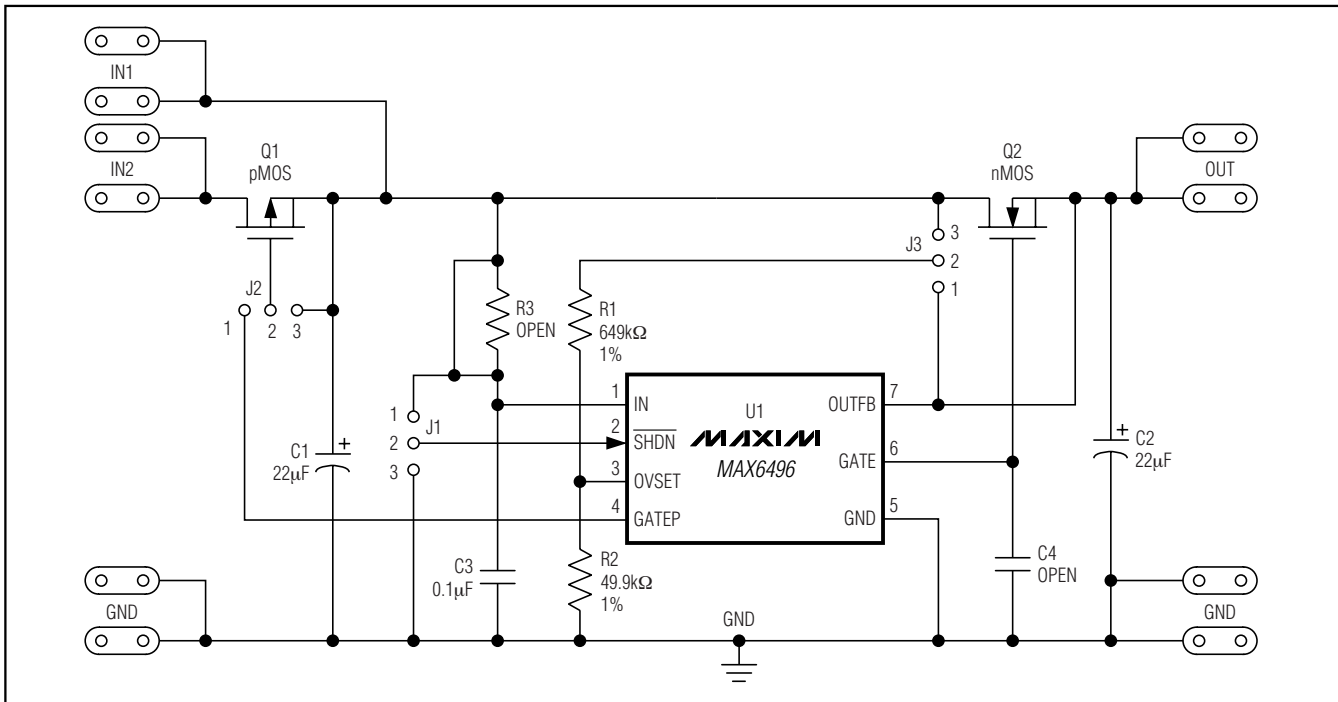 IN1
IN2
Q1
pMOS
J2
1
2
3
C1
+
22µF
GND
R3
OPEN
1
2
3
J1
C3
0.1µF
R1
649kΩ
1%
R2
49.9kΩ
1%
U1
MAXIM
MAX6496
1
IN
2
SHDN
3
OVSET
4
GATEP
7
OUTFB
6
GATE
5
GND
J3
3
2
1
Q2
nMOS
C4
OPEN
C2
+
22µF
OUT
GND
GND